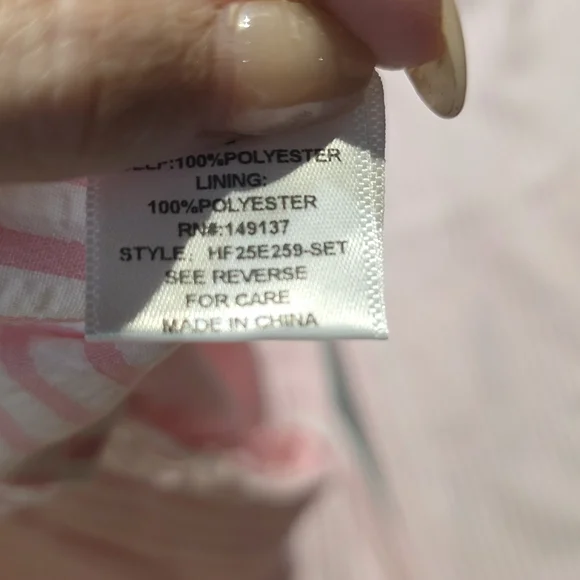 100%POLYESTER
LINING:
100%POLYESTER
RN#:149137
STYLE: HF25E259-SET
SEE REVERSE
FOR CARE
MADE IN CHINA